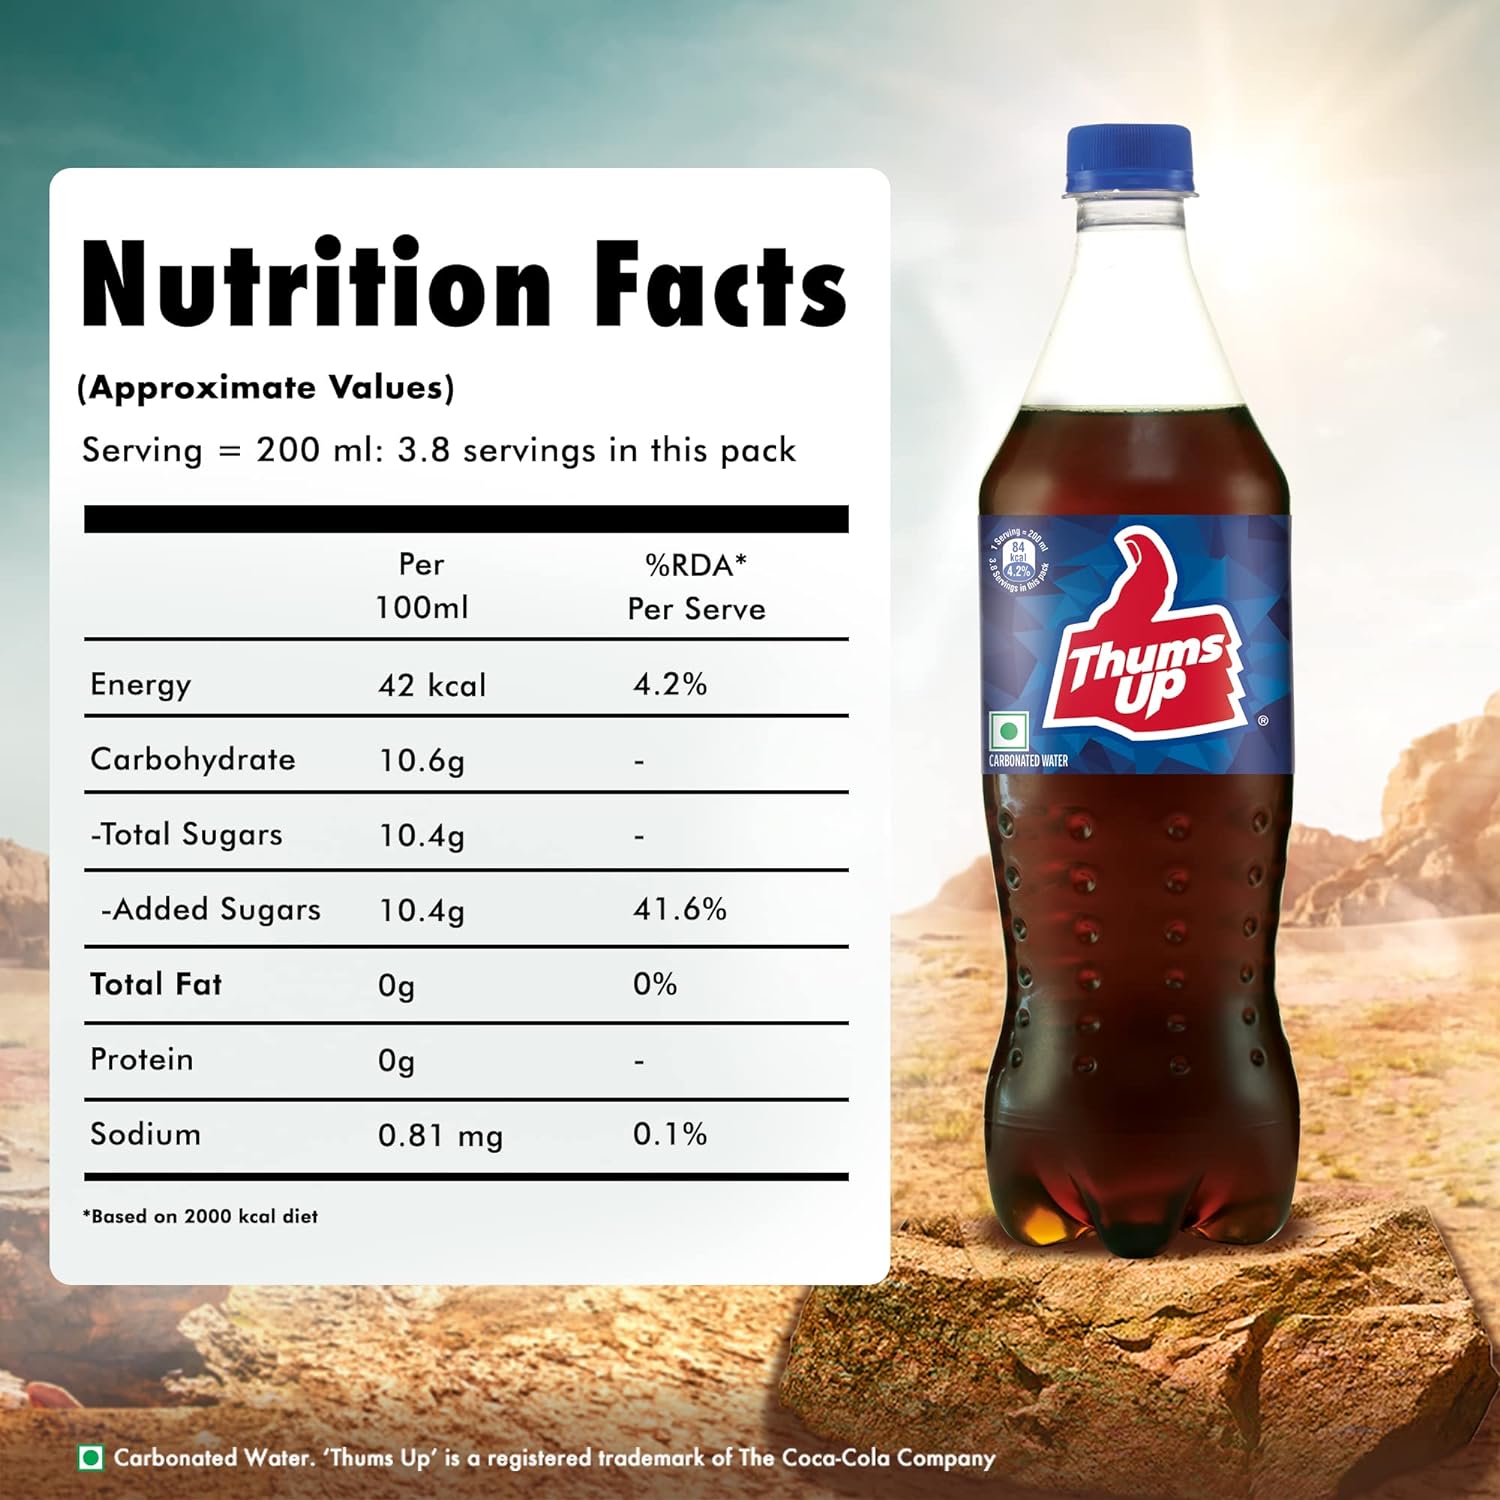 Nutrition Facts
(Approximate Values)
Serving = 200 ml: 3.8 servings in this pack
Per 100ml %RDA* Per Serve
Energy 42 kcal 4.2%
Carbohydrate 10.6g -
-Total Sugars 10.4g -
-Added Sugars 10.4g 41.6%
Total Fat 0g 0%
Protein 0g -
Sodium 0.81 mg 0.1%
*Based on 2000 kcal diet
1 Serving = 200 ml
84
kcal
4.2%
3.8 Servings in this pack
Thums
Up
®
CARBONATED WATER
Carbonated Water. ‘Thums Up’ is a registered trademark of The Coca-Cola Company